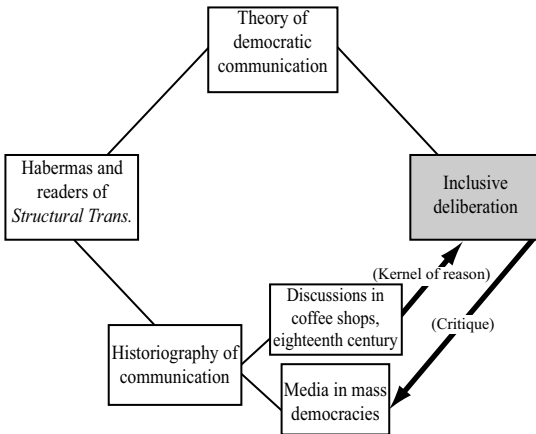 Theory of
democratic
communication
Habermas and
readers of
Structural Trans.
Inclusive
deliberation
(Kernel of reason)
Discussions in
coffee shops,
eighteenth century
(Critique)
Historiography of
communication
Media in mass
democracies